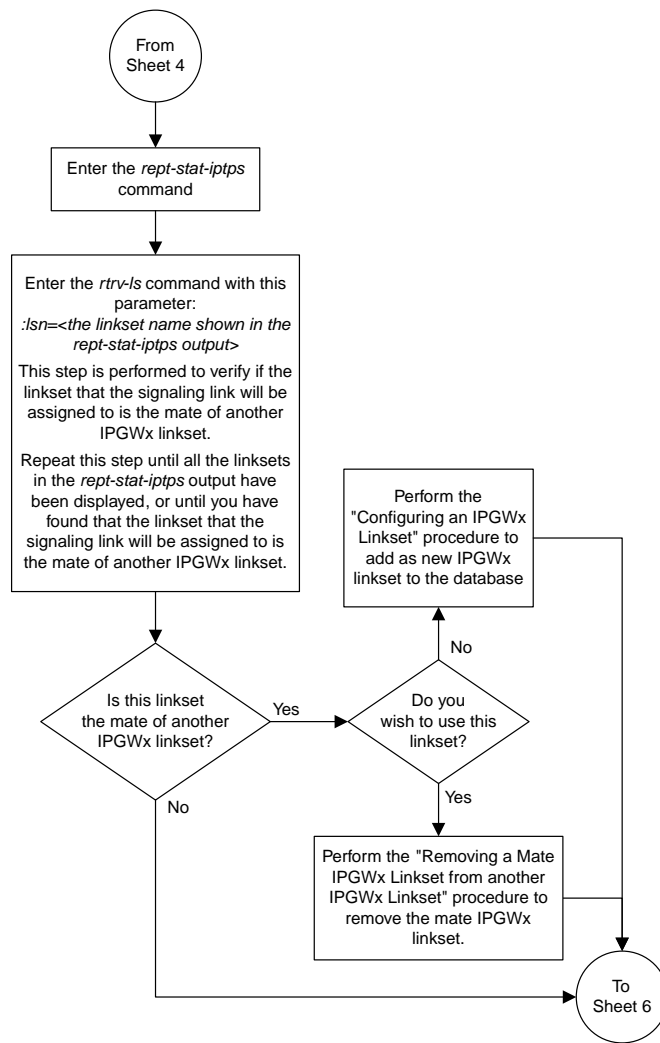 From
Sheet 4
Enter the rept-stat-iptps
command
Enter the rtrv-ls command with this
parameter:
:lsn=<the linkset name shown in the
rept-stat-iptps output>
This step is performed to verify if the
linkset that the signaling link will be
assigned to is the mate of another
IPGWx linkset.
Repeat this step until all the linksets
in the rept-stat-iptps output have
been displayed, or until you have
found that the linkset that the
signaling link will be assigned to is
the mate of another IPGWx linkset.
Perform the
"Configuring an IPGWx
Linkset" procedure to
add as new IPGWx
linkset to the database
No
Is this linkset
the mate of another
IPGWx linkset?
Yes
Do you
wish to use this
linkset?
No
Yes
Perform the "Removing a Mate
IPGWx Linkset from another
IPGWx Linkset" procedure to
remove the mate IPGWx
linkset.
To
Sheet 6